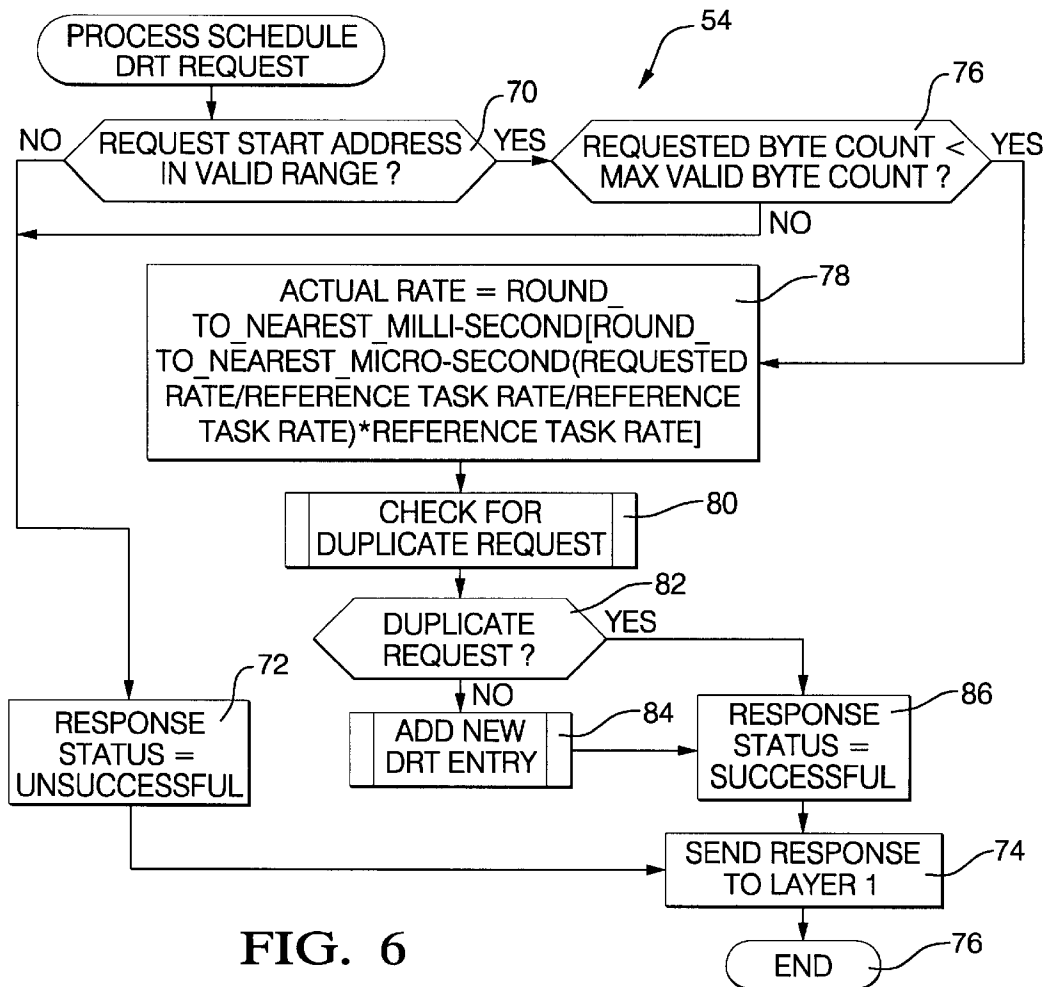 PROCESS SCHEDULE
DRT REQUEST
54
70
76
NO
REQUEST START ADDRESS
IN VALID RANGE ?
YES
REQUESTED BYTE COUNT <
MAX VALID BYTE COUNT ?
YES
NO
78
ACTUAL RATE = ROUND_
TO_NEAREST_MILLI-SECOND[ROUND_
TO_NEAREST_MICRO-SECOND(REQUESTED
RATE/REFERENCE TASK RATE/REFERENCE
TASK RATE)*REFERENCE TASK RATE]
CHECK FOR
DUPLICATE REQUEST
80
82
DUPLICATE
REQUEST ?
YES
NO
72
RESPONSE
STATUS =
UNSUCCESSFUL
ADD NEW
DRT ENTRY
84
86
RESPONSE
STATUS =
SUCCESSFUL
SEND RESPONSE
TO LAYER 1
74
END
76
FIG. 6